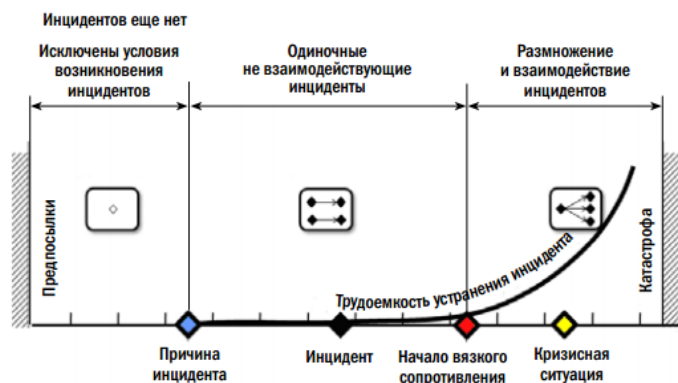 Инцидентов еще нет
Исключены условия
возникновения
инцидентов
Одиночные
не взаимодействующие
инциденты
Размножение
и взаимодействие
инцидентов
Предпосылки
Трудоемкость устранения инцидента
Катастрофа
Причина
инцидента
Инцидент
Начало вязкого
сопротивления
Кризисная
ситуация